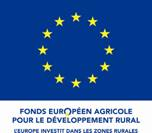 FONDS EUROPÉEN AGRICOLE
POUR LE DÉVELOPPEMENT RURAL
L'EUROPE INVESTIT DANS LES ZONES RURALES